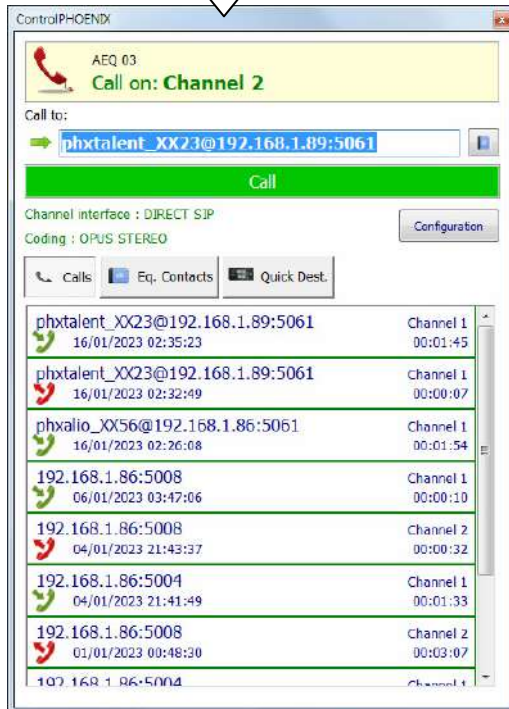 ControlPHOENIX
AEQ 03
Call on: Channel 2
Call to:
phxtalent_XX23@192.168.1.89:5061
Call
Channel interface : DIRECT SIP
Coding : OPUS STEREO
Configuration
Calls Eq. Contacts Quick Dest.
phxtalent_XX23@192.168.1.89:5061 Channel 1
16/01/2023 02:35:23 00:01:45
phxtalent_XX23@192.168.1.89:5061 Channel 1
16/01/2023 02:32:49 00:00:07
phxalio_XX56@192.168.1.86:5061 Channel 1
16/01/2023 02:26:08 00:01:54
192.168.1.86:5008 Channel 1
06/01/2023 03:47:06 00:00:10
192.168.1.86:5008 Channel 2
04/01/2023 21:43:37 00:00:32
192.168.1.86:5004 Channel 1
04/01/2023 21:41:49 00:01:33
192.168.1.86:5008 Channel 2
01/01/2023 00:48:30 00:03:07
192.168.1.86:5004 Channel 1